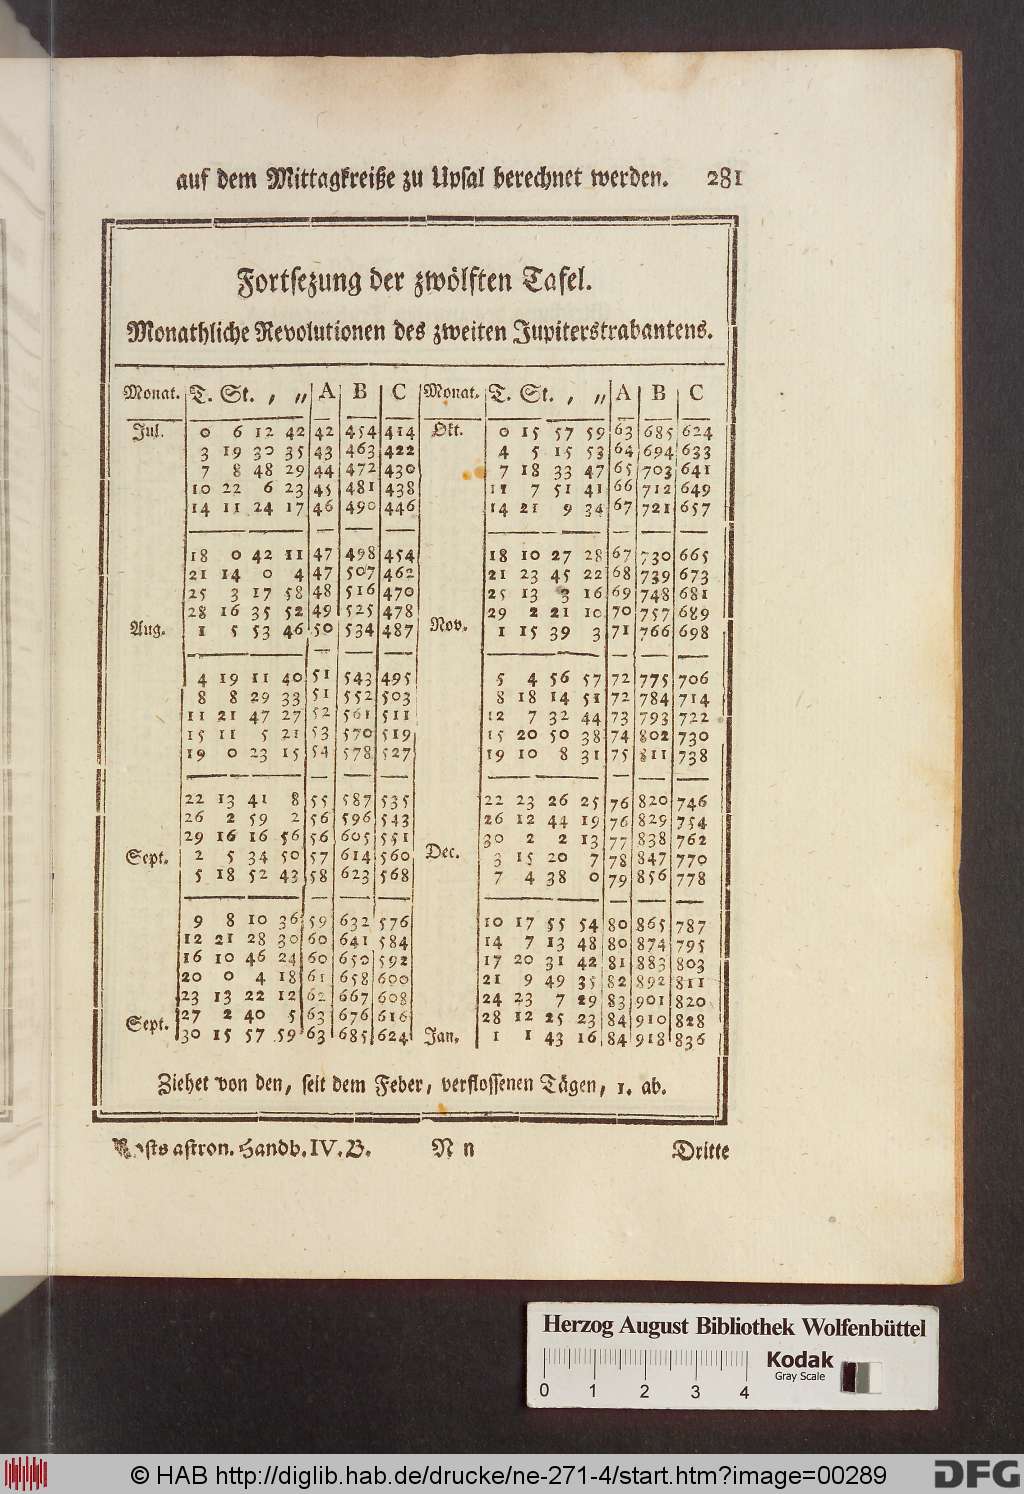 auf dem Mittagkreiße zu Upsal berechnet werden. 281
Fortsezung der zwölften Tafel.
Monathliche Revolutionen des zweiten Jupiterstrabantens.
Monat. T. St. , ,, A B C Monat. T. St. , ,, A B C
Jul. 0 6 12 42 42 454 414 Okt. 0 15 57 59 63 685 624
3 19 30 35 43 463 422 4 5 15 53 64 694 633
7 8 48 29 44 472 430 7 18 33 47 65 703 641
10 22 6 23 45 481 438 11 7 51 41 66 712 649
14 11 24 17 46 490 446 14 21 9 34 67 721 657
18 0 42 11 47 498 454 18 10 27 28 67 730 665
21 14 0 4 47 507 462 21 23 45 22 68 739 673
25 3 17 58 48 516 470 25 13 3 16 69 748 681
28 16 35 52 49 525 478 29 2 21 10 70 757 689
Aug. 1 5 53 46 50 534 487 Nov. 1 15 39 3 71 766 698
4 19 11 40 51 543 495 5 4 56 57 72 775 706
8 8 29 33 51 552 503 8 18 14 51 72 784 714
11 21 47 27 52 561 511 12 7 32 44 73 793 722
15 11 5 21 53 570 519 15 20 50 38 74 802 730
19 0 23 15 54 578 527 19 10 8 31 75 811 738
22 13 41 8 55 587 535 22 23 26 25 76 820 746
26 2 59 2 56 596 543 26 12 44 19 76 829 754
29 16 16 56 56 605 551 30 2 2 13 77 838 762
Sept. 2 5 34 50 57 614 560 Dec. 3 15 20 7 78 847 770
5 18 52 43 58 623 568 7 4 38 0 79 856 778
9 8 10 36 59 632 576 10 17 55 54 80 865 787
12 21 28 30 60 641 584 14 7 13 48 80 874 795
16 10 46 24 60 650 592 17 20 31 42 81 883 803
20 0 4 18 61 658 600 21 9 49 35 82 892 811
23 13 22 12 62 667 608 24 23 7 29 83 901 820
Sept. 27 2 40 5 63 676 616 28 12 25 23 84 910 828
30 15 57 59 63 685 624 Jan. 1 1 43 16 84 918 836
Ziehet von den, seit dem Feber, verflossenen Tägen, 1. ab.
Rosts astron. Handb. IV. B. N n Dritte
Herzog August Bibliothek Wolfenbüttel
0 1 2 3 4
Kodak
Gray Scale
© HAB http://diglib.hab.de/drucke/ne-271-4/start.htm?image=00289
DFG